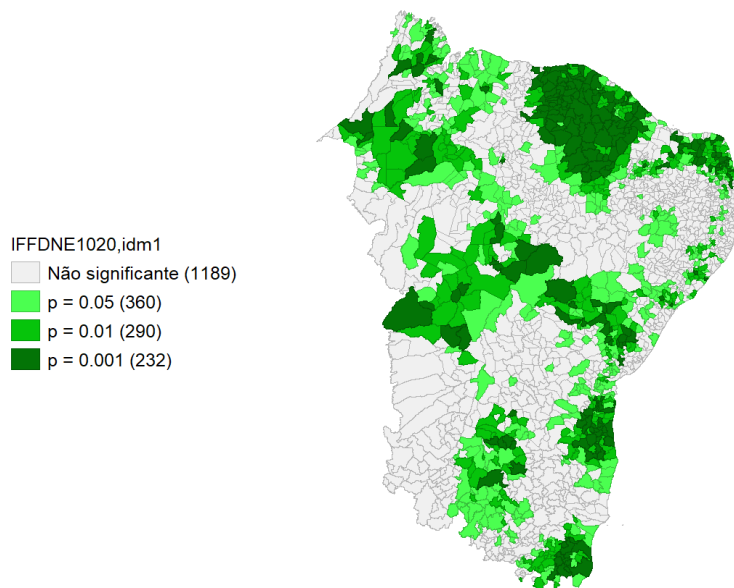 IFFDNE1020,idm1
Não significante (1189)
p = 0.05 (360)
p = 0.01 (290)
p = 0.001 (232)